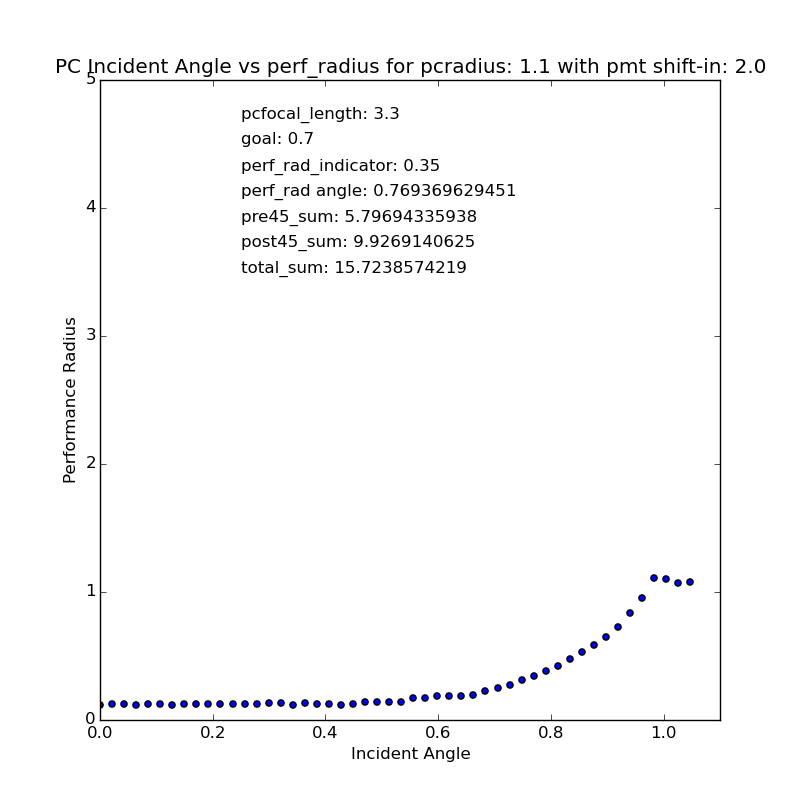 PC Incident Angle vs perf_radius for pcradius: 1.1 with pmt shift-in: 2.0
5
pcfocal_length: 3.3
goal: 0.7
perf_rad_indicator: 0.35
perf_rad angle: 0.769369629451
pre45_sum: 5.79694335938
post45_sum: 9.9269140625
total_sum: 15.7238574219
4
3
Performance Radius
2
1
0
0.0 0.2 0.4 0.6 0.8 1.0
Incident Angle